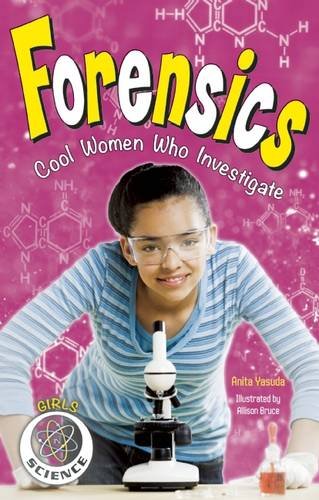 Forensics
Cool Women Who Investigate
Anita Yasuda
Illustrated by
Allison Bruce
GIRLS
SCIENCE